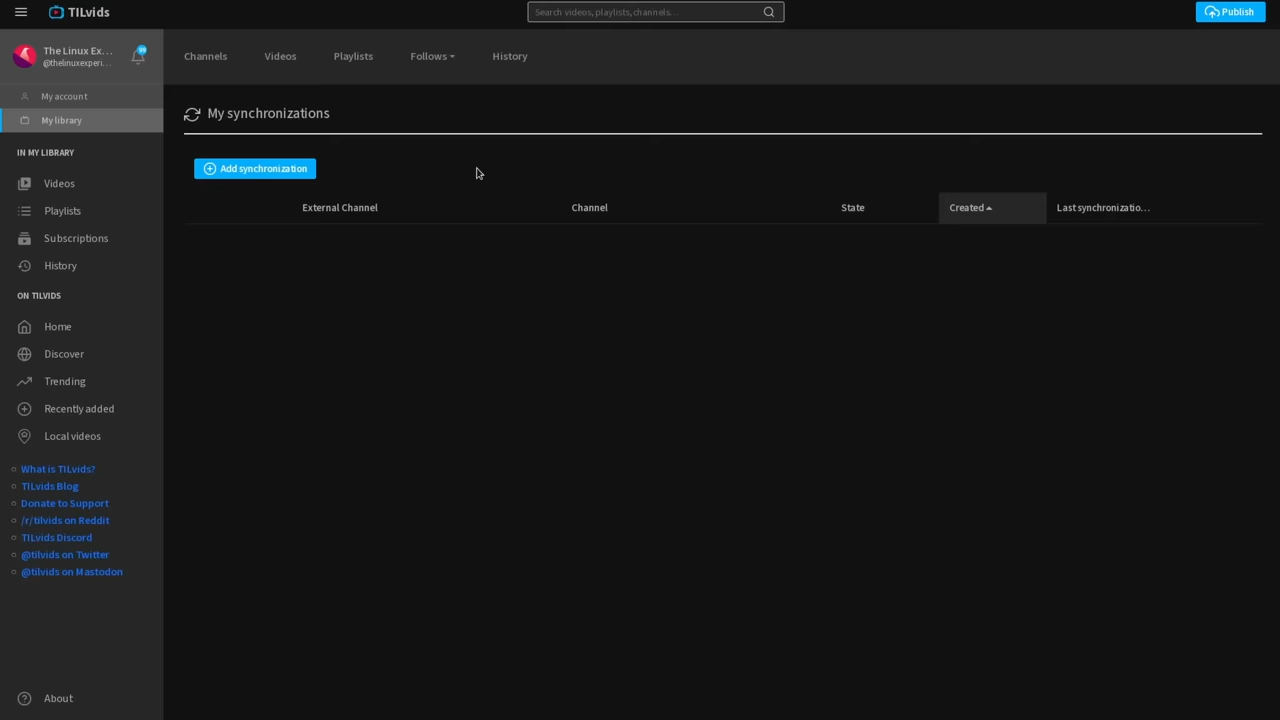 TILvids
Search videos, playlists, channels…
Publish
The Linux Ex…
@thelinuxexperi…
99
Channels
Videos
Playlists
Follows
History
My account
My library
My synchronizations
IN MY LIBRARY
Add synchronization
Videos
Playlists
Subscriptions
History
External Channel
Channel
State
Created
Last synchronizatio…
ON TILVIDS
Home
Discover
Trending
Recently added
Local videos
What is TILvids?
TILvids Blog
Donate to Support
/r/tilvids on Reddit
TILvids Discord
@tilvids on Twitter
@tilvids on Mastodon
About